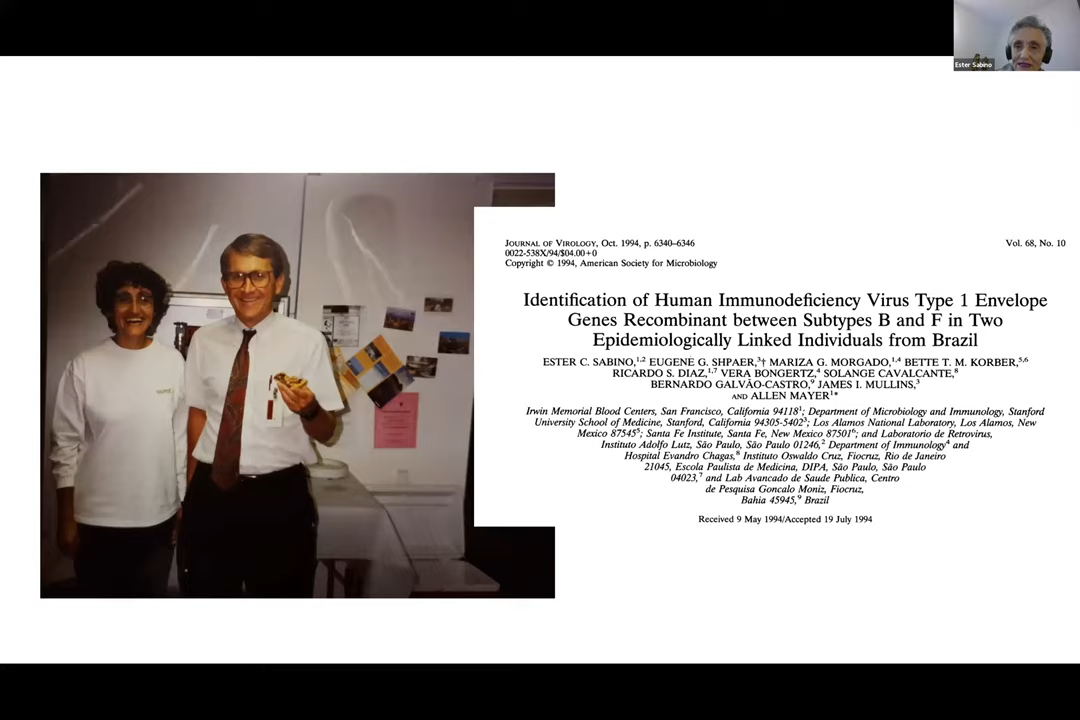 Ester Sabino
JOURNAL OF VIROLOGY, Oct. 1994, p. 6340–6346
Vol. 68, No. 10
0022-538X/94/$04.00+0
Copyright © 1994, American Society for Microbiology
Identification of Human Immunodeficiency Virus Type 1 Envelope
Genes Recombinant between Subtypes B and F in Two
Epidemiologically Linked Individuals from Brazil
ESTER C. SABINO,1,2 EUGENE G. SHPAER,3† MARIZA G. MORGADO,1,4 BETTE T. M. KORBER,5,6
RICARDO S. DIAZ,1,7 VERA BONGERTZ,4 SOLANGE CAVALCANTE,8
BERNARDO GALVÃO-CASTRO,9 JAMES I. MULLINS,3
AND ALLEN MAYER1*
Irwin Memorial Blood Centers, San Francisco, California 941181; Department of Microbiology and Immunology, Stanford
University School of Medicine, Stanford, California 94305-54023; Los Alamos National Laboratory, Los Alamos, New
Mexico 875455; Santa Fe Institute, Santa Fe, New Mexico 875016; and Laboratorio de Retrovirus,
Instituto Adolfo Lutz, São Paulo, São Paulo 01246,2 Department of Immunology4 and
Hospital Evandro Chagas,8 Instituto Oswaldo Cruz, Fiocruz, Rio de Janeiro
21045, Escola Paulista de Medicina, DIPA, São Paulo, São Paulo
04023,7 and Lab Avancado de Saude Publica, Centro
de Pesquisa Goncalo Moniz, Fiocruz,
Bahia 45945,9 Brazil
Received 9 May 1994/Accepted 19 July 1994